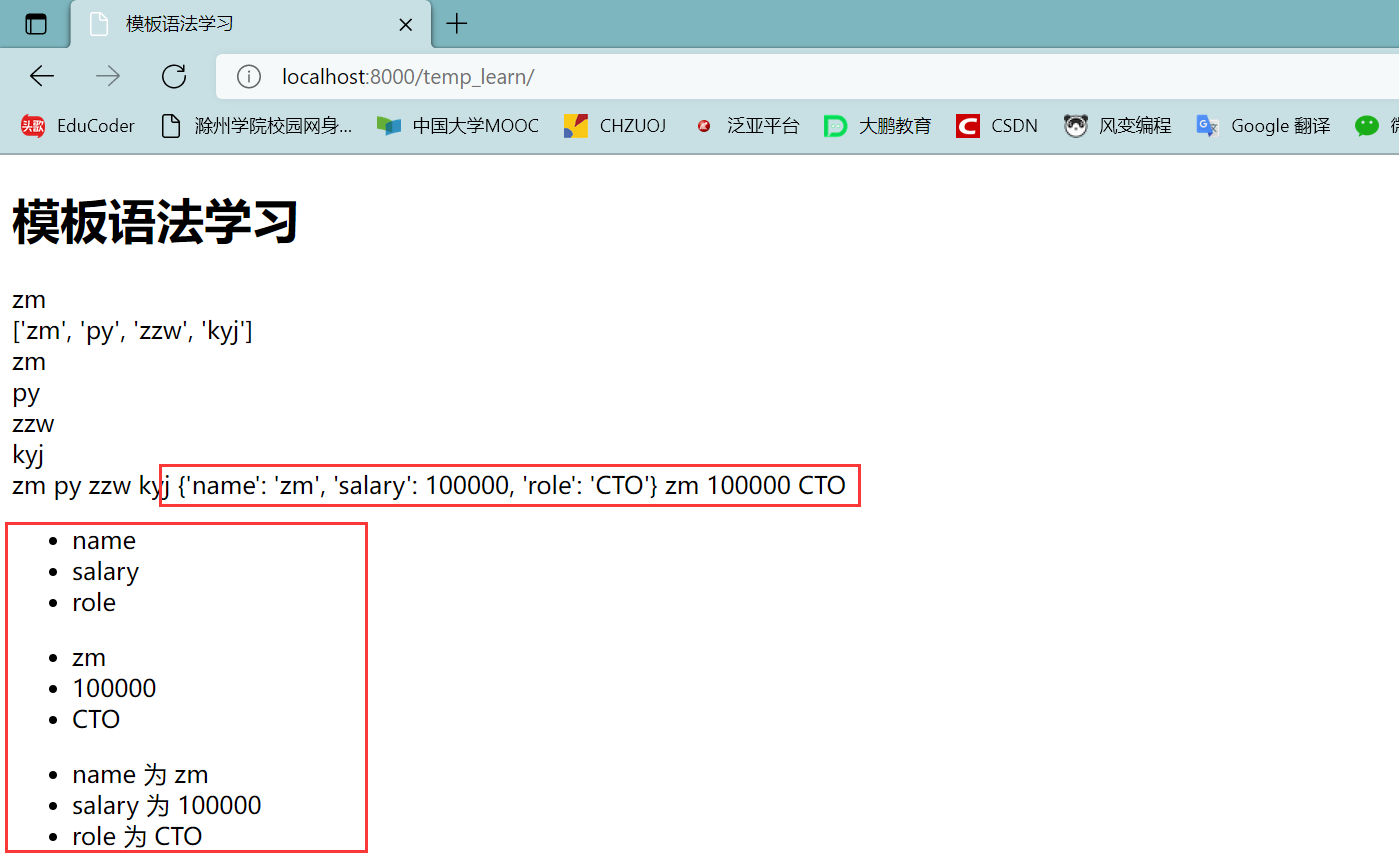 模板语法学习
localhost:8000/temp_learn/
头歌 EduCoder 滁州学院校园网身... 中国大学MOOC CHZUOJ 泛亚平台 大鹏教育 CSDN 风变编程 Google 翻译
模板语法学习
zm
['zm', 'py', 'zzw', 'kyj']
zm
py
zzw
kyj
zm py zzw kyj {'name': 'zm', 'salary': 100000, 'role': 'CTO'} zm 100000 CTO
• name
• salary
• role
• zm
• 100000
• CTO
• name 为 zm
• salary 为 100000
• role 为 CTO